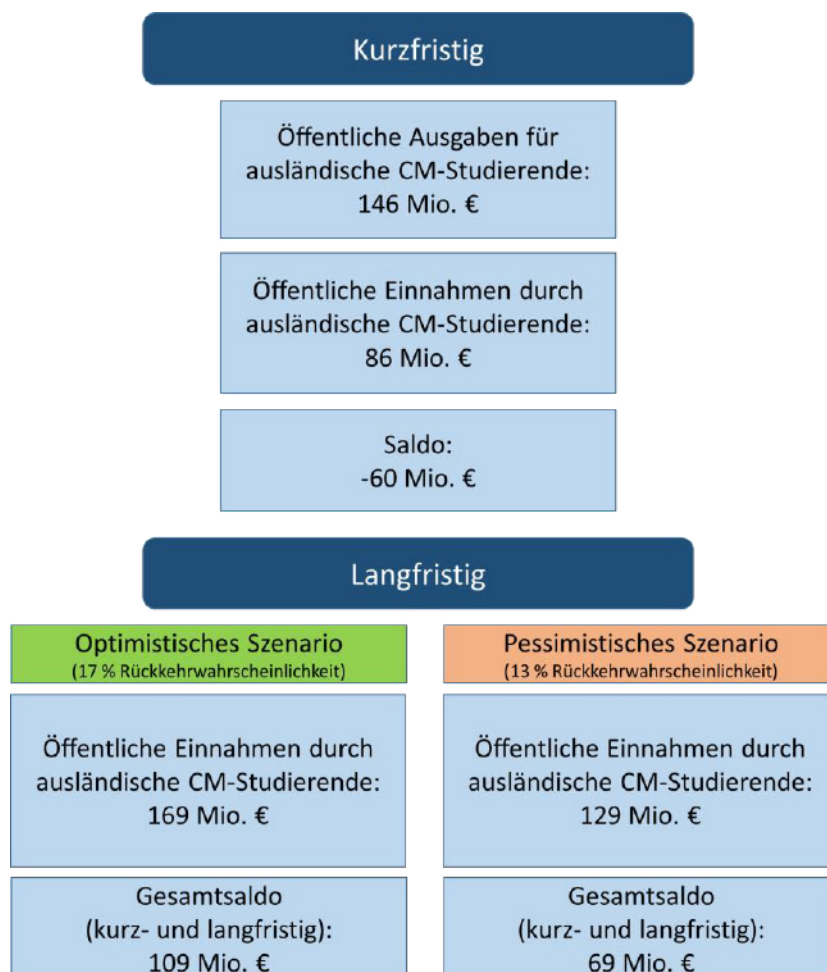 Kurzfristig
Öffentliche Ausgaben für
ausländische CM-Studierende:
146 Mio. €
Öffentliche Einnahmen durch
ausländische CM-Studierende:
86 Mio. €
Saldo:
-60 Mio. €
Langfristig
Optimistisches Szenario
(17 % Rückkehrwahrscheinlichkeit)
Öffentliche Einnahmen durch
ausländische CM-Studierende:
169 Mio. €
Gesamtsaldo
(kurz- und langfristig):
109 Mio. €
Pessimistisches Szenario
(13 % Rückkehrwahrscheinlichkeit)
Öffentliche Einnahmen durch
ausländische CM-Studierende:
129 Mio. €
Gesamtsaldo
(kurz- und langfristig):
69 Mio. €